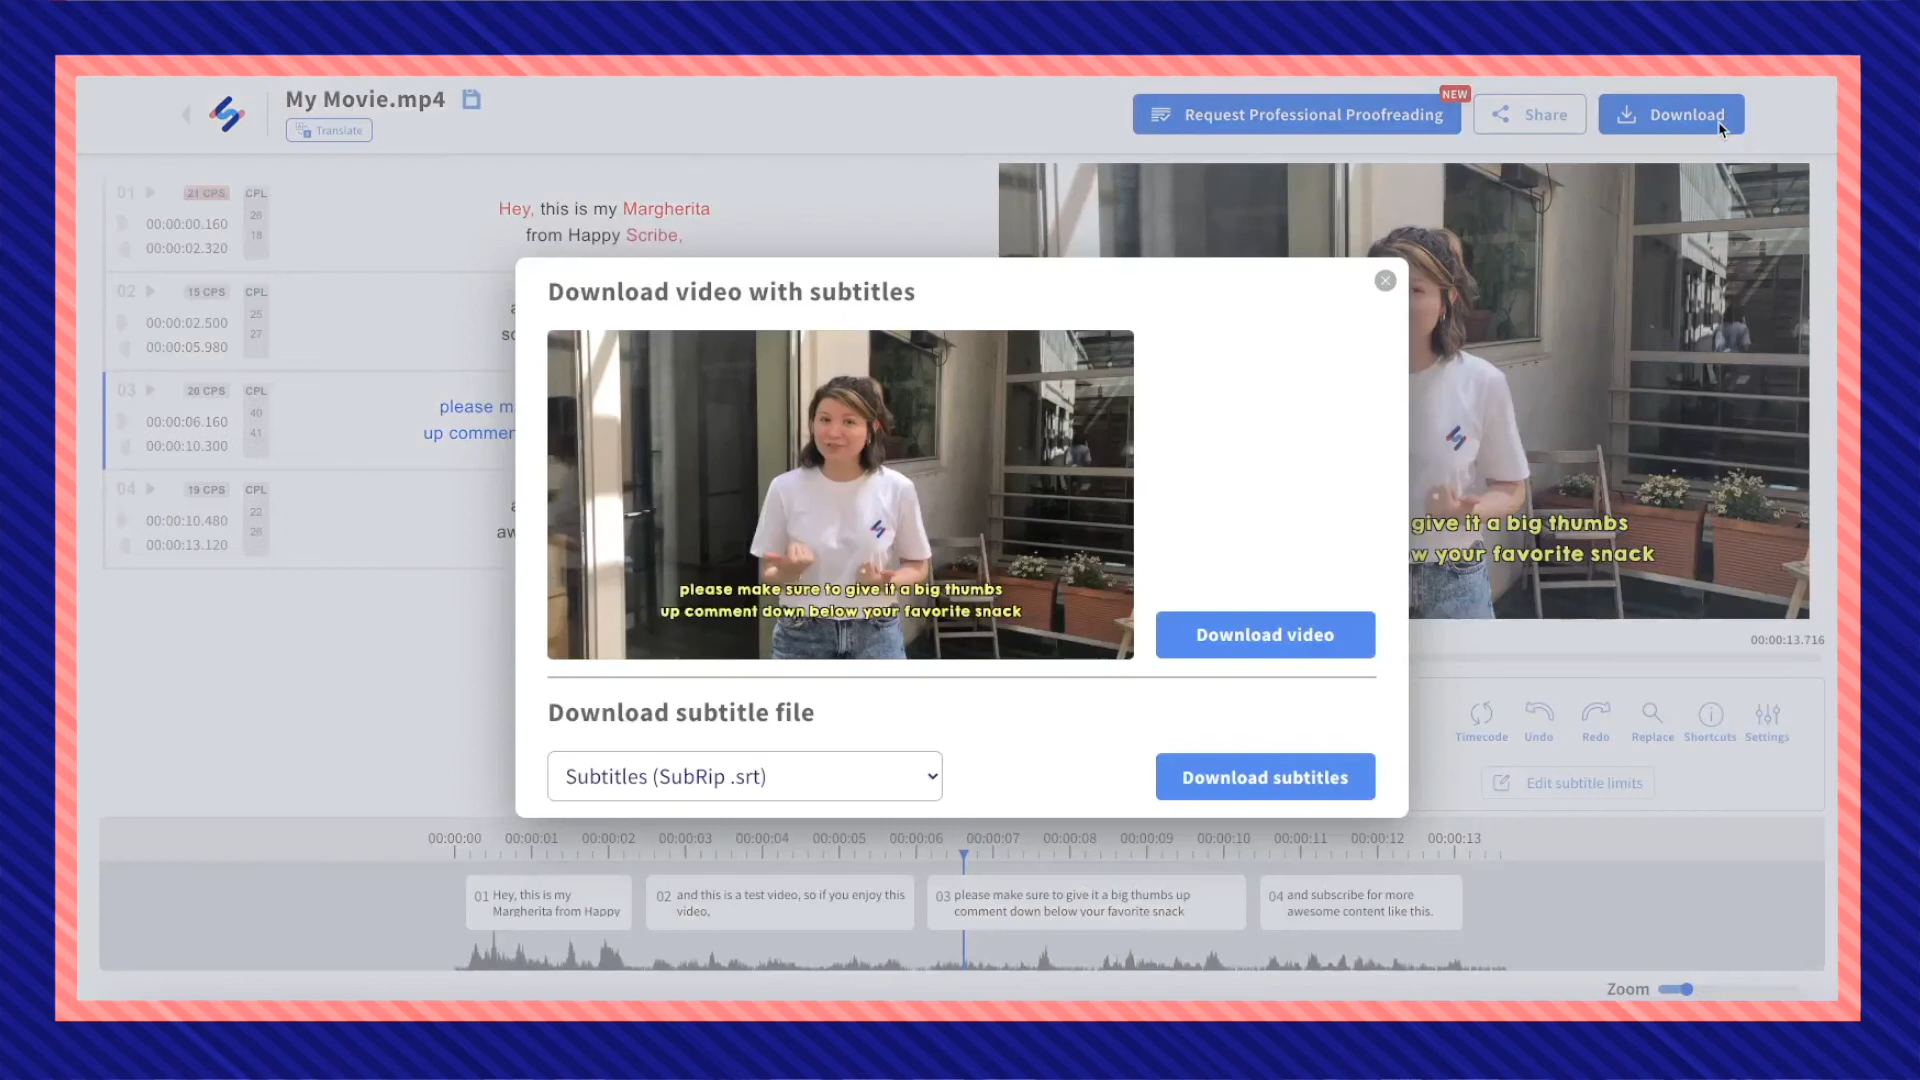 My Movie.mp4
Translate
Request Professional Proofreading
NEW
Share
Download
01
21 CPS
CPL
00:00:00.160
28
00:00:02.320
18
Hey, this is my Margherita
from Happy Scribe,
02
15 CPS
CPL
00:00:02.500
25
00:00:05.980
27
03
20 CPS
CPL
00:00:06.160
40
00:00:10.300
41
please m
up commen
04
19 CPS
CPL
00:00:10.480
22
00:00:13.120
26
aw
Download video with subtitles
please make sure to give it a big thumbs
up comment down below your favorite snack
Download video
Download subtitle file
Subtitles (SubRip .srt)
Download subtitles
give it a big thumbs
w your favorite snack
00:00:13.716
Timecode
Undo
Redo
Replace
Shortcuts
Settings
Edit subtitle limits
00:00:00 00:00:01 00:00:02 00:00:03 00:00:04 00:00:05 00:00:06 00:00:07 00:00:08 00:00:09 00:00:10 00:00:11 00:00:12 00:00:13
01 Hey, this is my
Margherita from Happy
02 and this is a test video, so if you enjoy this
video,
03 please make sure to give it a big thumbs up
comment down below your favorite snack
04 and subscribe for more
awesome content like this.
Zoom